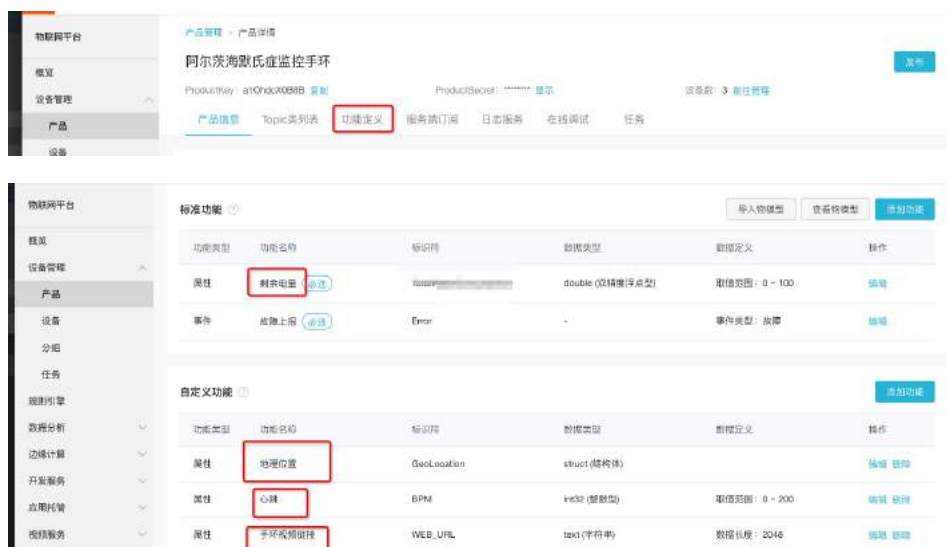 物联网平台
产品管理 > 产品详情
阿尔茨海默氏症监控手环
发布
概览
ProductKey: 复制
ProductSecret: ******** 显示
设备数: 3 前往管理
设备管理
产品信息 Topic类列表 功能定义 服务端订阅 日志服务 在线调试 任务
产品
设备
物联网平台
标准功能
导入物模型 查看物模型 添加功能
概览
功能类型 功能名称 标识符 数据类型 数据定义 操作
设备管理
属性 剩余电量 必选 double (双精度浮点型) 取值范围: 0 ~ 100 编辑
产品
设备
事件 故障上报 必选 Error - 事件类型: 故障 编辑
分组
任务
自定义功能
添加功能
规则引擎
数据分析
功能类型 功能名称 标识符 数据类型 数据定义 操作
边缘计算
属性 地理位置 GeoLocation struct (结构体) 编辑 删除
开发服务
应用托管
属性 心跳 BPM int32 (整数型) 取值范围: 0 ~ 200 编辑 删除
视频服务
属性 手环视频链接 WEB_URL text (字符串) 数据长度: 2048 编辑 删除